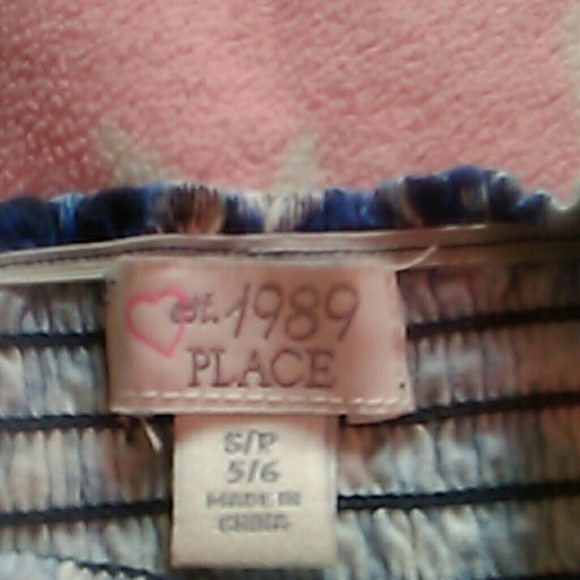 est. 1989
PLACE
S/P
5/6
MADE IN
CHINA